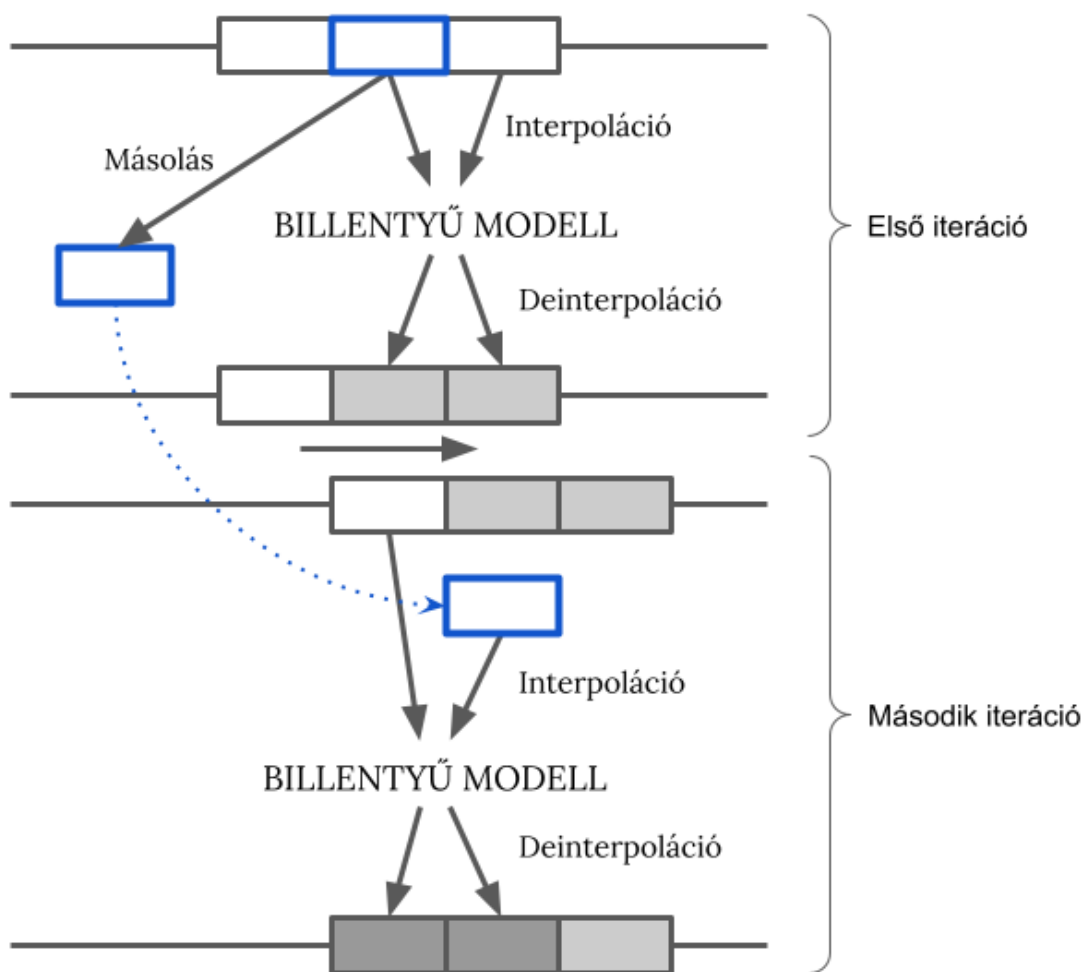 Interpoláció
Másolás
BILLENTYŰ MODELL
Első iteráció
Deinterpoláció
Interpoláció
Második iteráció
BILLENTYŰ MODELL
Deinterpoláció